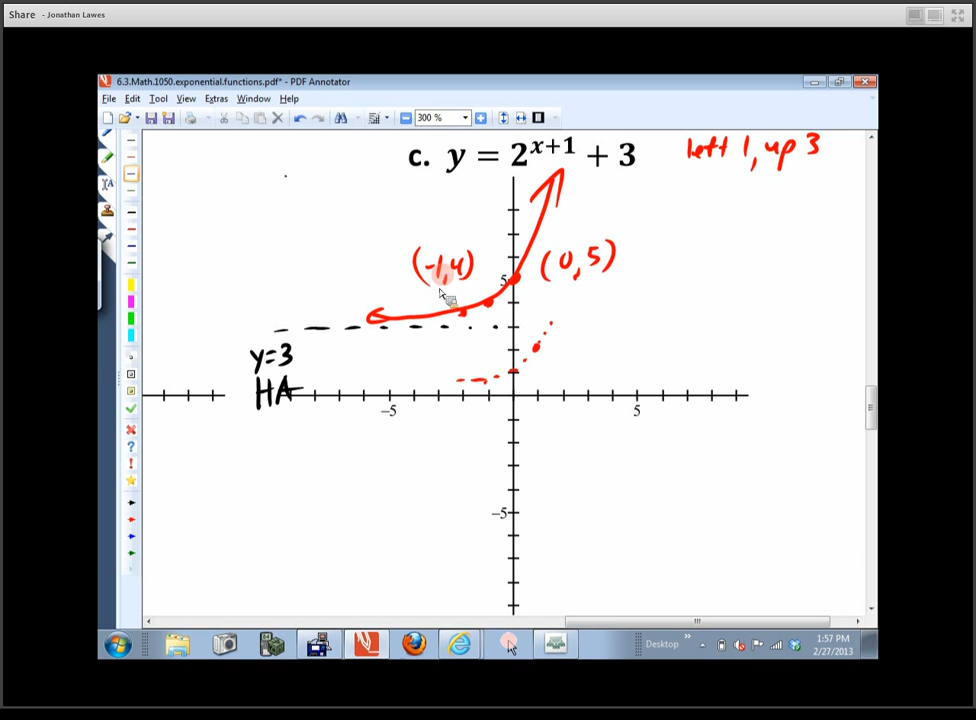 Share - Jonathan Lawes
6.3.Math.1050.exponential.functions.pdf* - PDF Annotator
File Edit Tool View Extras Window Help
300 %
c. y = 2^{x+1} + 3
left 1, up 3
(-1,4)
(0,5)
5
y=3
HA
-5
5
-5
Desktop
1:57 PM
2/27/2013